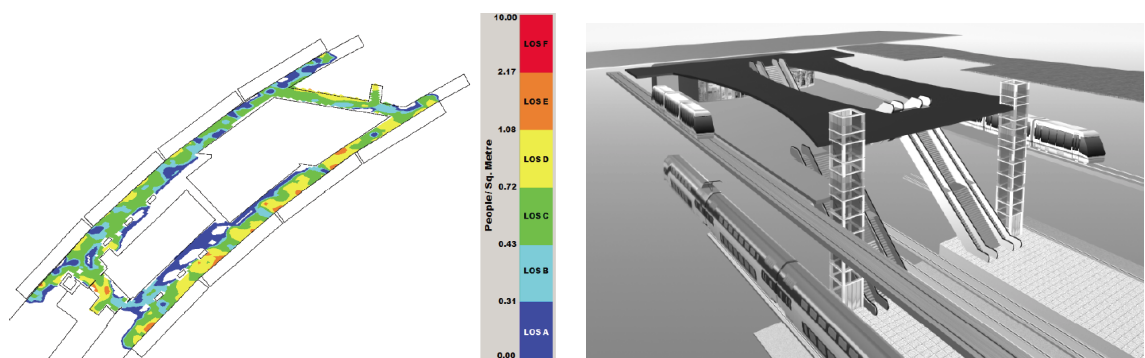 10.00
LOS F
2.17
LOS E
1.08
LOS D
0.72
LOS C
0.43
LOS B
0.31
LOS A
0.00
People/ Sq. Metre